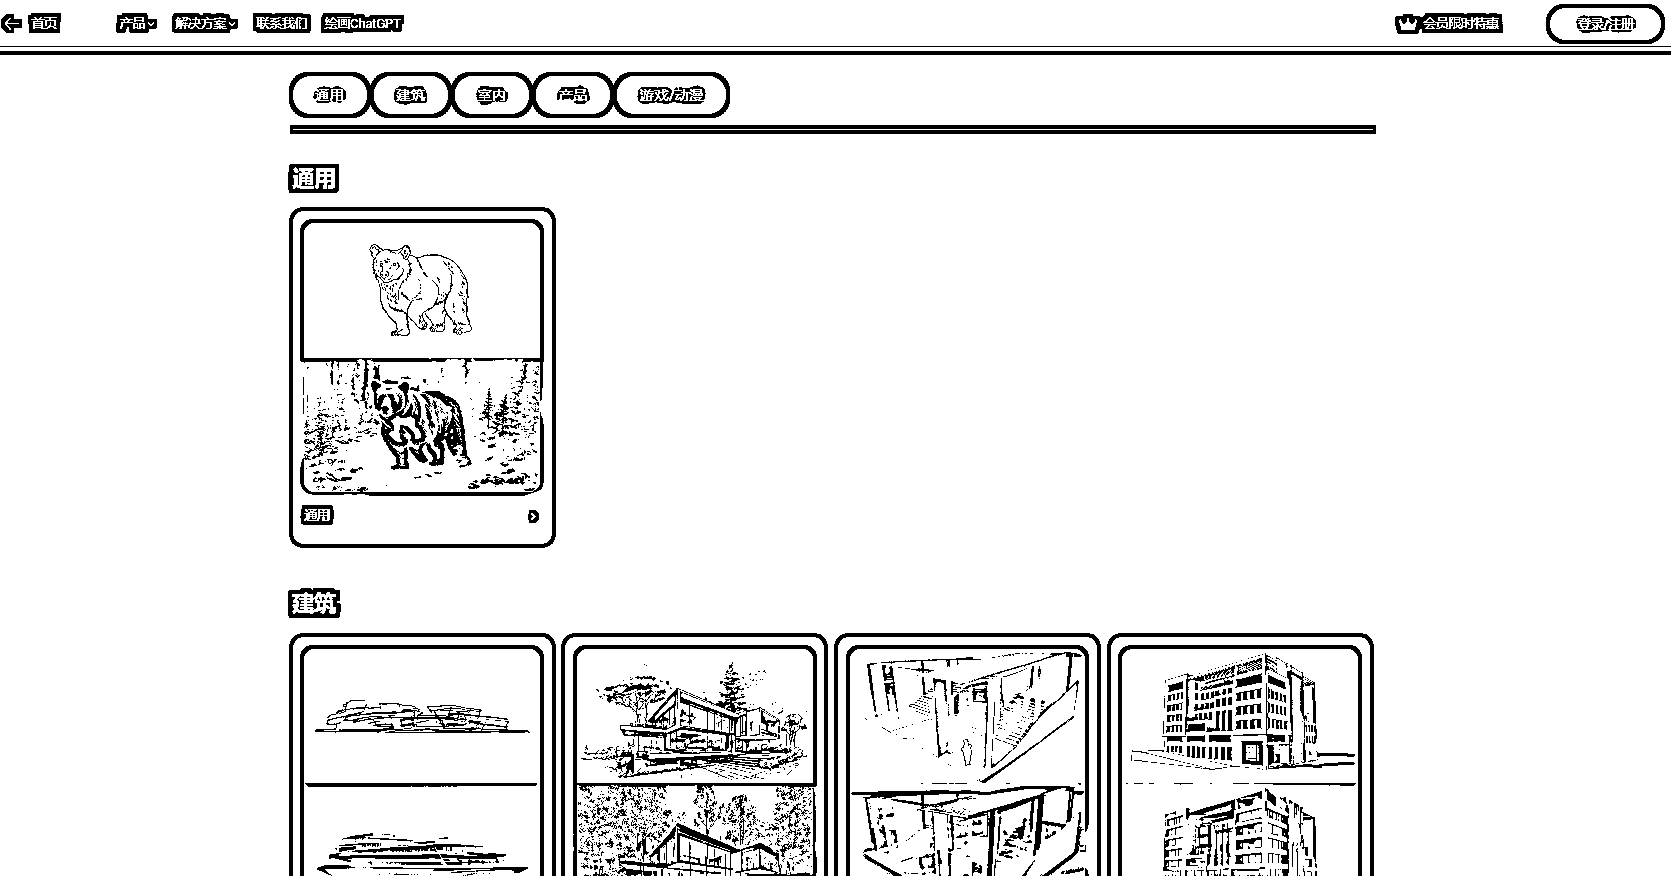 首页 产品 解决方案 联系我们 绘画ChatGPT 会员限时特惠 登录/注册
通用 建筑 室内 产品 游戏/动漫
通用
通用
建筑